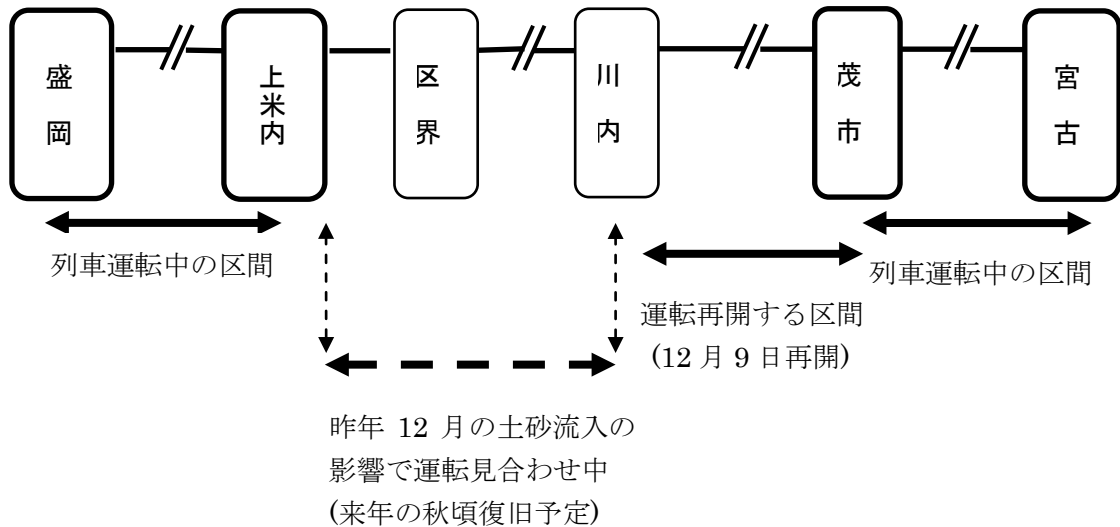 盛岡
上米内
区界
川内
茂市
宮古
列車運転中の区間
列車運転中の区間
運転再開する区間
(12月9日再開)
昨年 12 月の土砂流入の
影響で運転見合わせ中
(来年の秋頃復旧予定)